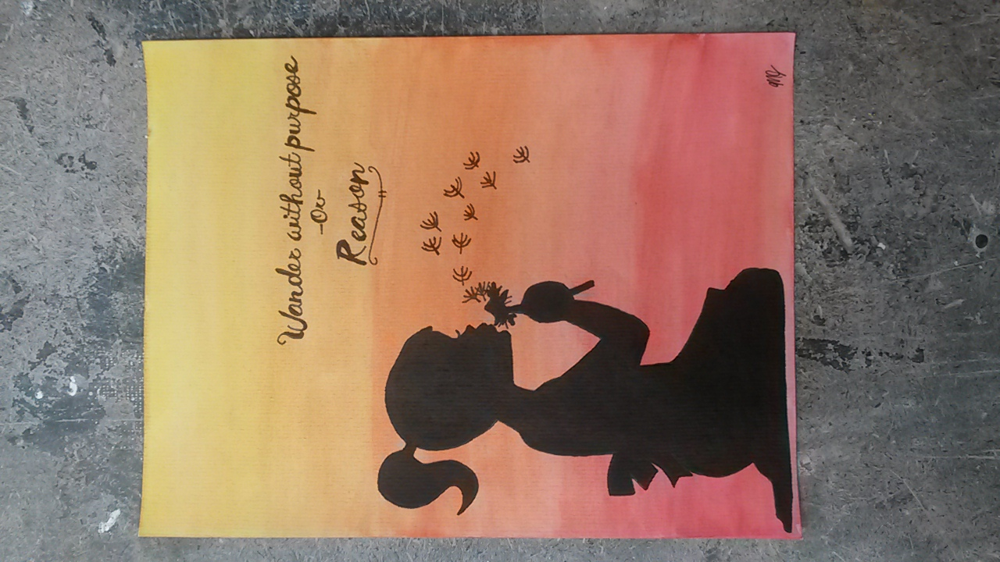 Wander without purpose
-Or-
Reason